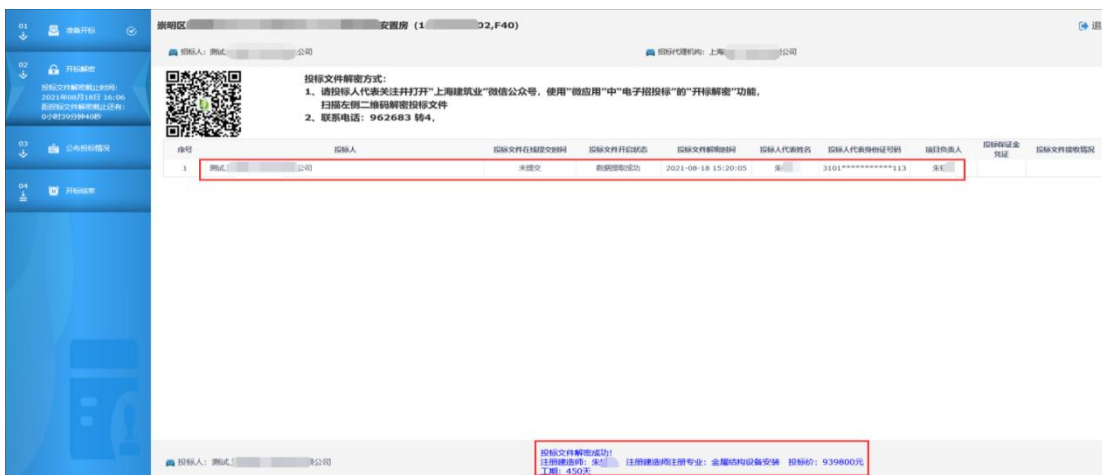 01
准备开标
02
开标解密
投标文件解密截止时间:
2021年08月18日 16:06
距投标文件解密截止还有:
0小时39分钟40秒
03
公布投标情况
04
开标结束
崇明区 安置房 (1 02,F40)
退
招标人: 测试 公司
招标代理机构: 上海 公司
投标文件解密方式:
1、请投标人代表关注并打开"上海建筑业"微信公众号, 使用"微应用"中"电子招投标"的"开标解密"功能,
扫描左侧二维码解密投标文件
2、联系电话: 962683 转4,
序号 投标人 投标文件在线提交时间 投标文件开启状态 投标文件解密时间 投标人代表姓名 投标人代表身份证号码 项目负责人 投标保证金凭证 投标文件接收情况
1 测试 公司 未提交 数据提取成功 2021-08-18 15:20:05 朱 3101***********113 朱
投标人: 测试 公司
投标文件解密成功!
注册建造师: 朱 注册建造师注册专业: 金属结构设备安装 投标价: 939800元
工期: 450天